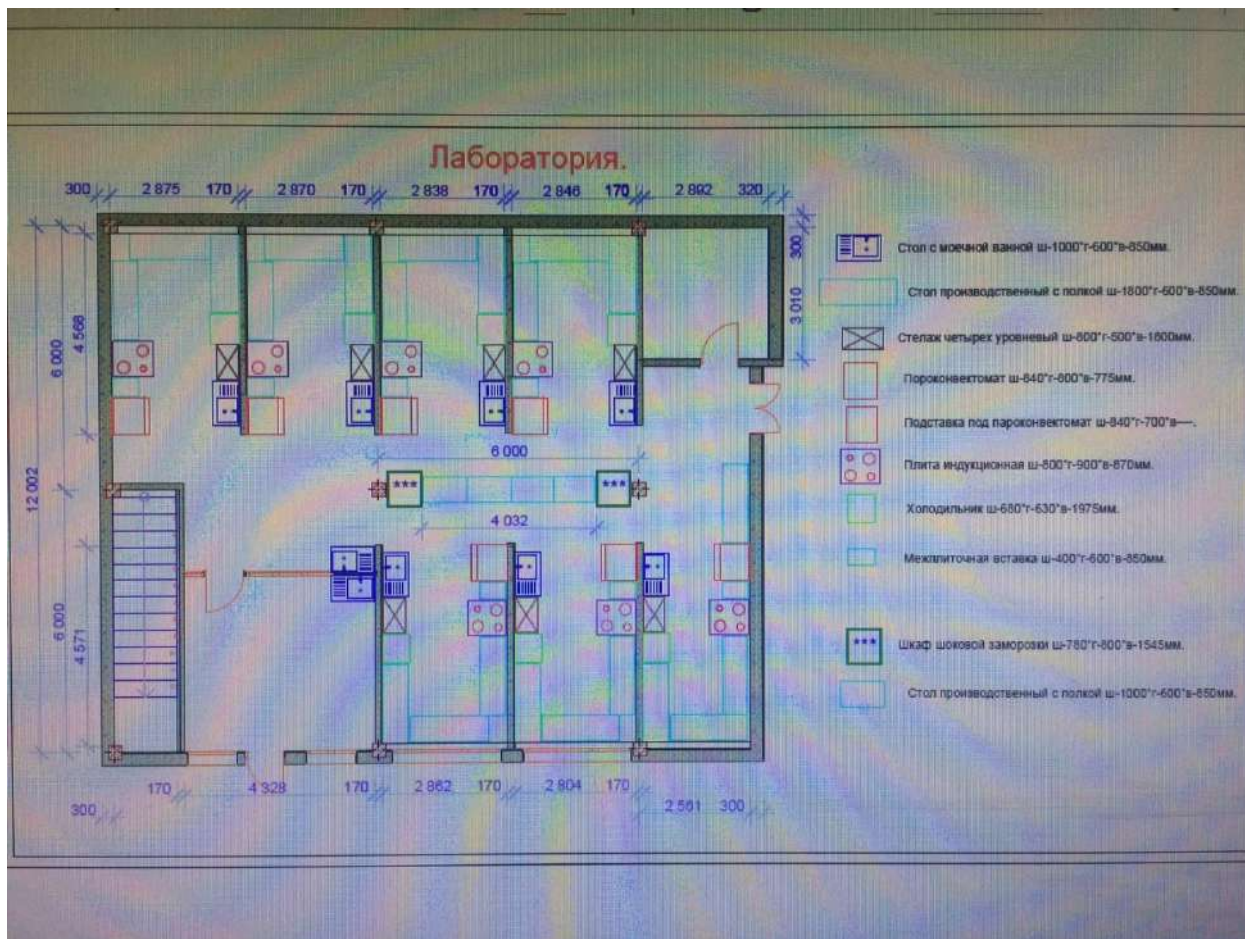 Лаборатория.
300 2 875 170 2 870 170 2 838 170 2 846 170 2 892 320
300
3 010
4 568
6 000
12 002
6 000
4 571
6 000
*** ***
4 032
170 4 328 170 2 862 170 2 804 170
300 2 561 300
Стол с моечной ванной ш-1000*г-600*в-850мм.
Стол производственный с полкой ш-1800*г-600*в-850мм.
Стелаж четырех уровневый ш-800*г-500*в-1600мм.
Пароконвектомат ш-840*г-800*в-775мм.
Подставка под пароконвектомат ш-840*г-700*в-—.
Плита индукционная ш-800*г-900*в-870мм.
Холодильник ш-680*г-630*в-1975мм.
Межплиточная вставка ш-400*г-600*в-850мм.
*** Шкаф шоковой заморозки ш-780*г-800*в-1545мм.
Стол производственный с полкой ш-1000*г-600*в-850мм.